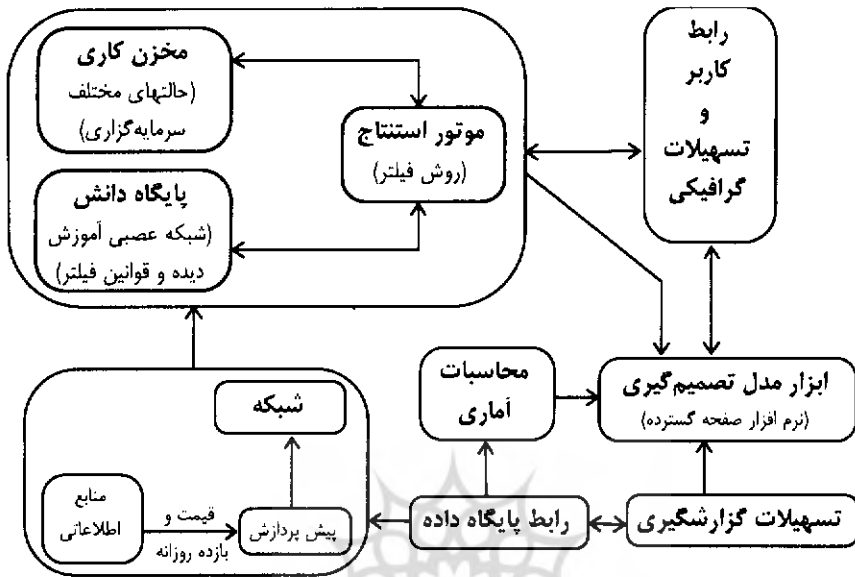 مخزن کاری
(حالتهای مختلف
سرمایه‌گزاری)
موتور استنتاج
(روش فیلتر)
پایگاه دانش
(شبکه عصبی آموزش
دیده و قوانین فیلتر)
رابط
کاربر
و
تسهیلات
گرافیکی
محاسبات
آماری
ابزار مدل تصمیم‌گیری
(نرم افزار صفحه گسترده)
شبکه
منابع
اطلاعاتی
قیمت و
بازده روزانه
پیش پردازش
رابط پایگاه داده
تسهیلات گزارشگیری